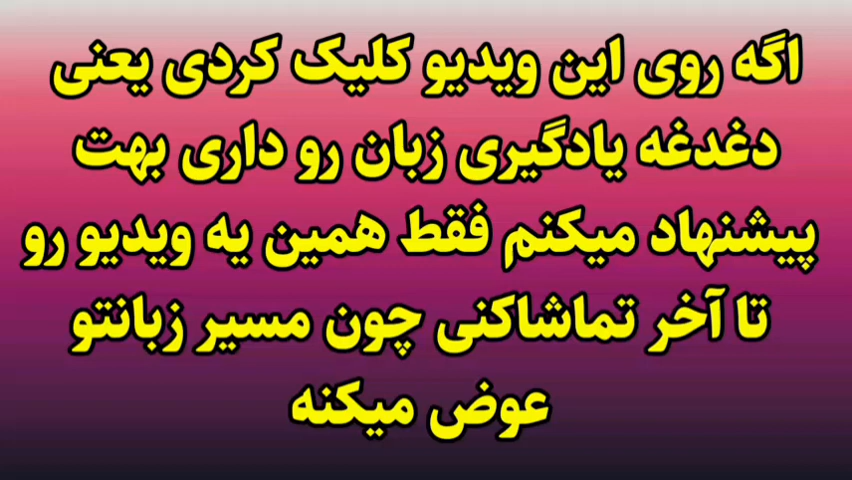 اگه روی این ویدیو کلیک کردی یعنی
دغدغه یادگیری زبان رو داری بهت
پیشنهاد میکنم فقط همین یه ویدیو رو
تا آخر تماشاکنی چون مسیر زبانتو
عوض میکنه